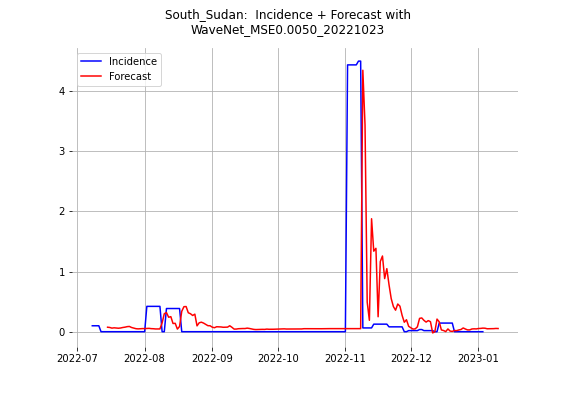 South_Sudan: Incidence + Forecast with
WaveNet_MSE0.0050_20221023
Incidence
Forecast
4
3
2
1
0
2022-07 2022-08 2022-09 2022-10 2022-11 2022-12 2023-01